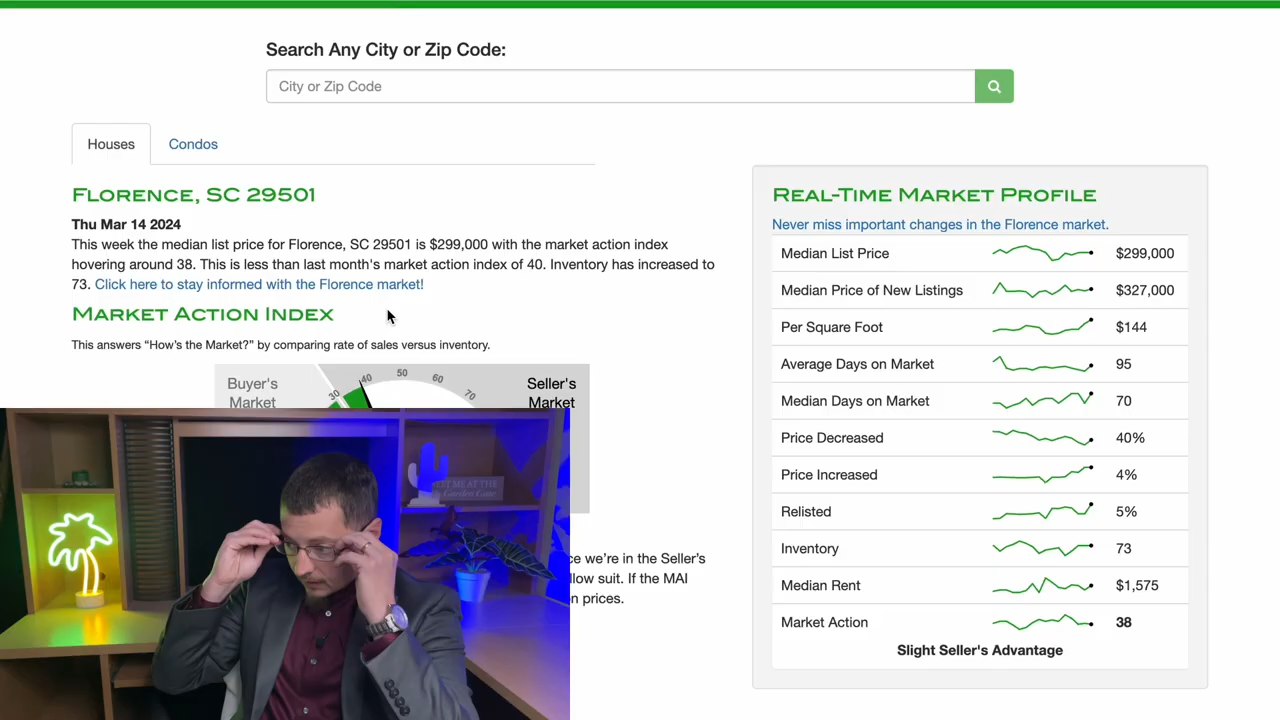 Search Any City or Zip Code:
City or Zip Code
Houses
Condos
FLORENCE, SC 29501
Thu Mar 14 2024
This week the median list price for Florence, SC 29501 is $299,000 with the market action index
hovering around 38. This is less than last month's market action index of 40. Inventory has increased to
73. Click here to stay informed with the Florence market!
MARKET ACTION INDEX
This answers “How’s the Market?” by comparing rate of sales versus inventory.
Buyer's
Market
30
40
50
60
70
Seller's
Market
we’re in the Seller’s
suit. If the MAI
prices.
MEET ME AT THE
Garden Gate
REAL-TIME MARKET PROFILE
Never miss important changes in the Florence market.
Median List Price $299,000
Median Price of New Listings $327,000
Per Square Foot $144
Average Days on Market 95
Median Days on Market 70
Price Decreased 40%
Price Increased 4%
Relisted 5%
Inventory 73
Median Rent $1,575
Market Action 38
Slight Seller's Advantage